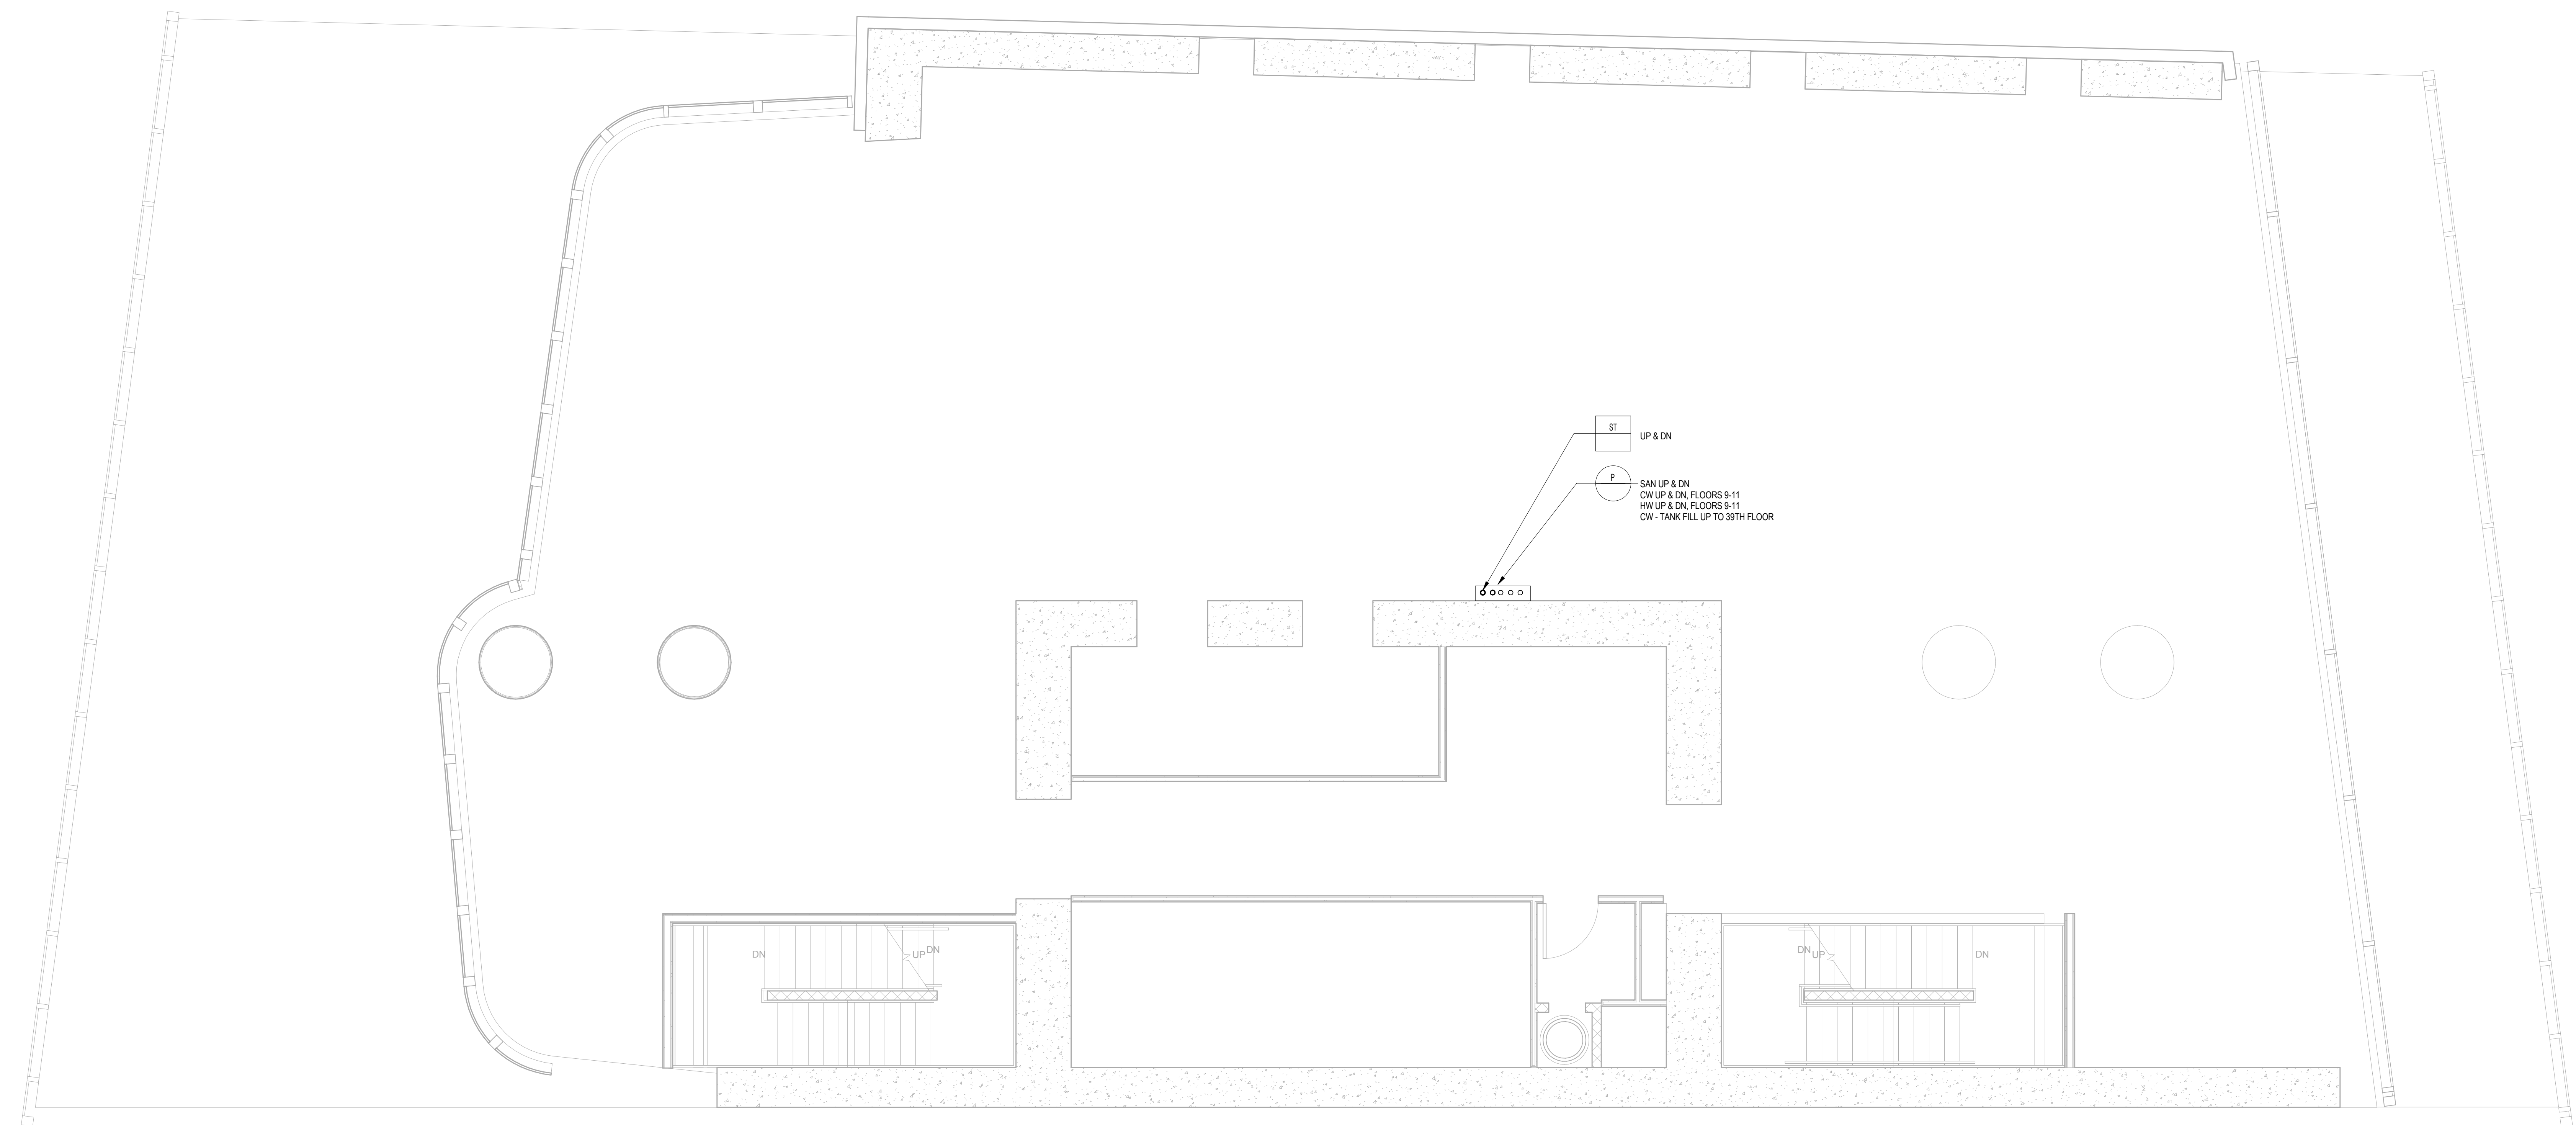 ST
UP & DN
P
SAN UP & DN
CW UP & DN, FLOORS 9-11
HW UP & DN, FLOORS 9-11
CW - TANK FILL UP TO 39TH FLOOR
DN
UP
DN
DN
UP
DN